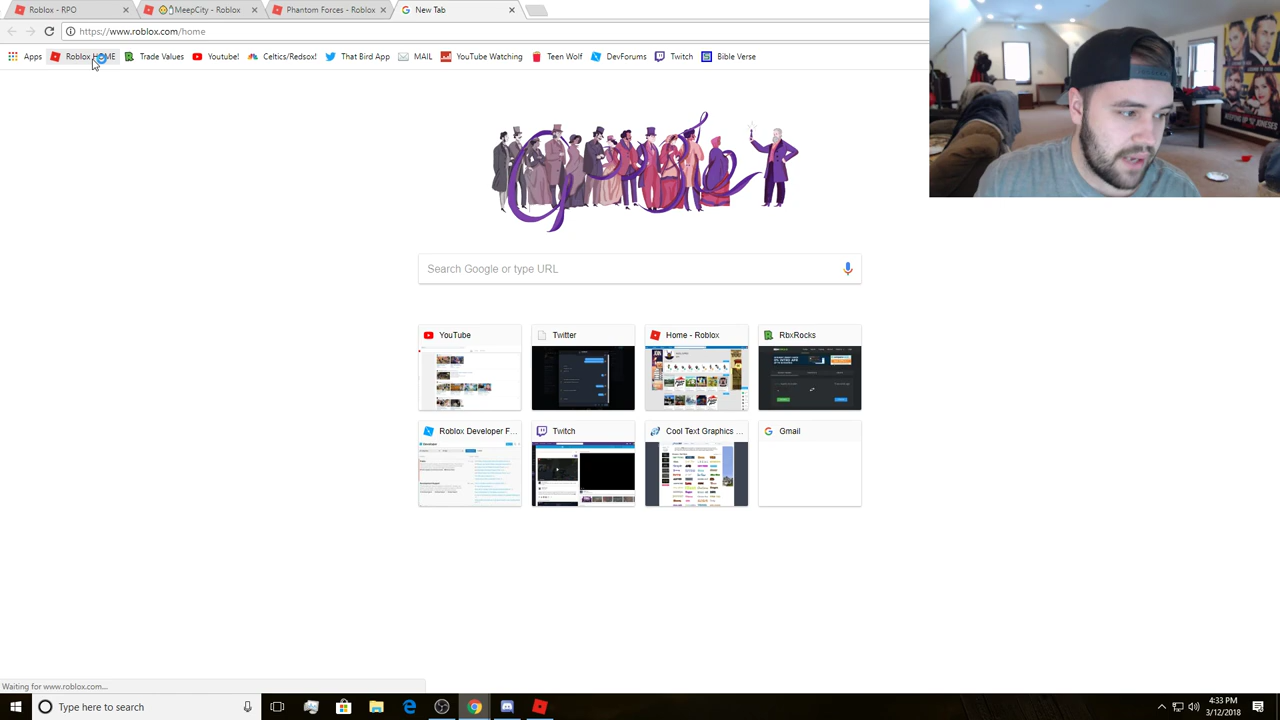 Roblox - RPO
MeepCity - Roblox
Phantom Forces - Roblox
New Tab
https://www.roblox.com/home
Apps
Roblox HOME
Trade Values
Youtube!
Celtics/Redsox!
That Bird App
MAIL
YouTube Watching
Teen Wolf
DevForums
Twitch
Bible Verse
Search Google or type URL
YouTube
Twitter
Home - Roblox
RbxRocks
Roblox Developer F...
Twitch
Cool Text Graphics ...
Gmail
Waiting for www.roblox.com...
Type here to search
4:33 PM
3/12/2018